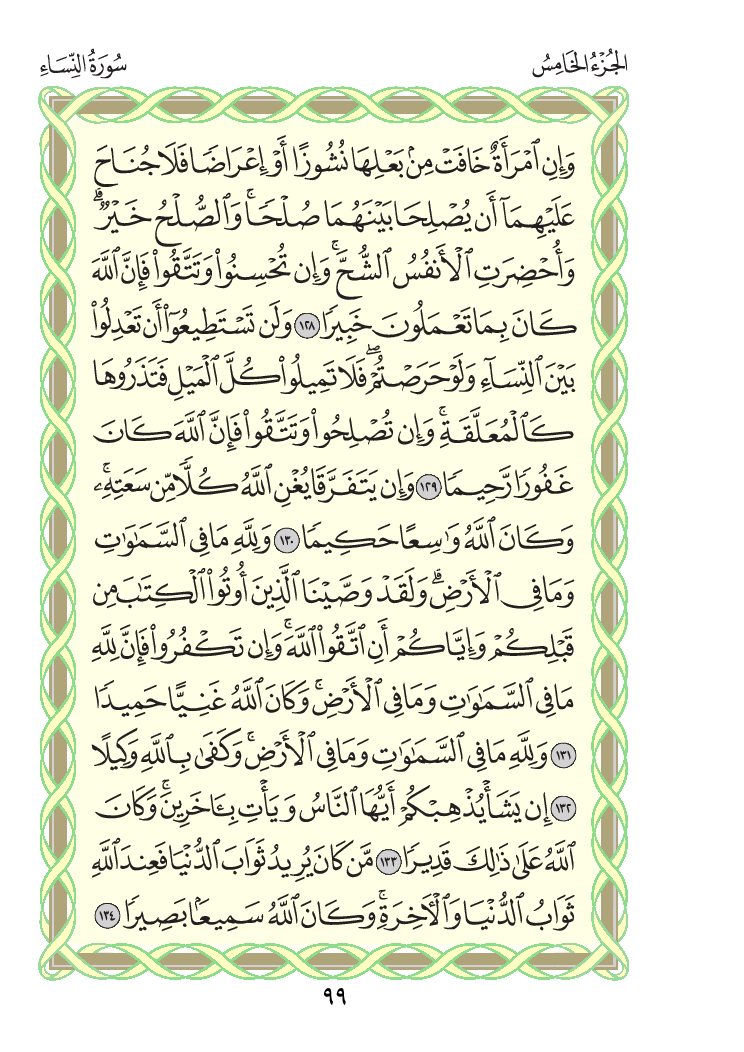 الجُزْءُ الخَامِسُ
سُورَةُ النِّسَاءِ
وَإِنِ ٱمْرَأَةٌ خَافَتْ مِنۢ بَعْلِهَا نُشُوزًا أَوْ إِعْرَاضًا فَلَا جُنَاحَ
عَلَيْهِمَآ أَن يُصْلِحَا بَيْنَهُمَا صُلْحًا ۚ وَٱلصُّلْحُ خَيْرٌ ۗ
وَأُحْضِرَتِ ٱلْأَنفُسُ ٱلشُّحَّ ۚ وَإِن تُحْسِنُوا۟ وَتَتَّقُوا۟ فَإِنَّ ٱللَّهَ
كَانَ بِمَا تَعْمَلُونَ خَبِيرًا ١٢٨ وَلَن تَسْتَطِيعُوٓا۟ أَن تَعْدِلُوا۟
بَيْنَ ٱلنِّسَآءِ وَلَوْ حَرَصْتُمْ ۖ فَلَا تَمِيلُوا۟ كُلَّ ٱلْمَيْلِ فَتَذَرُوهَا
كَٱلْمُعَلَّقَةِ ۚ وَإِن تُصْلِحُوا۟ وَتَتَّقُوا۟ فَإِنَّ ٱللَّهَ كَانَ
غَفُورًا رَّحِيمًا ١٢٩ وَإِن يَتَفَرَّقَا يُغْنِ ٱللَّهُ كُلًّا مِّن سَعَتِهِۦ ۚ
وَكَانَ ٱللَّهُ وَٰسِعًا حَكِيمًا ١٣٠ وَلِلَّهِ مَا فِى ٱلسَّمَٰوَٰتِ
وَمَا فِى ٱلْأَرْضِ ۗ وَلَقَدْ وَصَّيْنَا ٱلَّذِينَ أُوتُوا۟ ٱلْكِتَٰبَ مِن
قَبْلِكُمْ وَإِيَّاكُمْ أَنِ ٱتَّقُوا۟ ٱللَّهَ ۚ وَإِن تَكْفُرُوا۟ فَإِنَّ لِلَّهِ
مَا فِى ٱلسَّمَٰوَٰتِ وَمَا فِى ٱلْأَرْضِ ۚ وَكَانَ ٱللَّهُ غَنِيًّا حَمِيدًا
١٣١ وَلِلَّهِ مَا فِى ٱلسَّمَٰوَٰتِ وَمَا فِى ٱلْأَرْضِ ۚ وَكَفَىٰ بِٱللَّهِ وَكِيلًا
١٣٢ إِن يَشَأْ يُذْهِبْكُمْ أَيُّهَا ٱلنَّاسُ وَيَأْتِ بِـَٔاخَرِينَ ۚ وَكَانَ
ٱللَّهُ عَلَىٰ ذَٰلِكَ قَدِيرًا ١٣٣ مَّن كَانَ يُرِيدُ ثَوَابَ ٱلدُّنْيَا فَعِندَ ٱللَّهِ
ثَوَابُ ٱلدُّنْيَا وَٱلْـَٔاخِرَةِ ۚ وَكَانَ ٱللَّهُ سَمِيعًۢا بَصِيرًا ١٣٤
٩٩